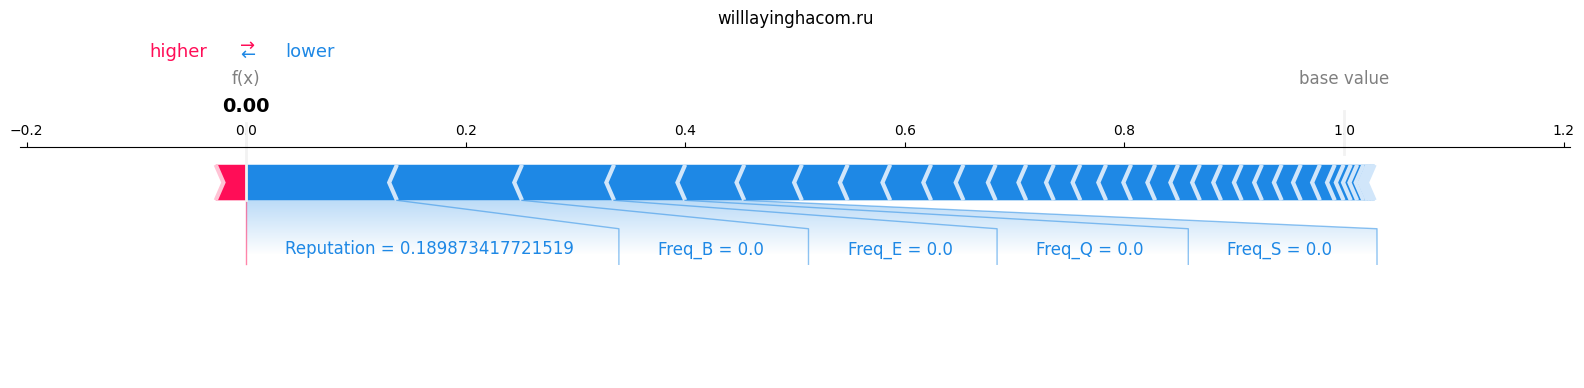 willlayinghacom.ru
higher ⇄ lower
f(x) base value
0.00
−0.2 0.0 0.2 0.4 0.6 0.8 1.0 1.2
Reputation = 0.189873417721519 Freq_B = 0.0 Freq_E = 0.0 Freq_Q = 0.0 Freq_S = 0.0